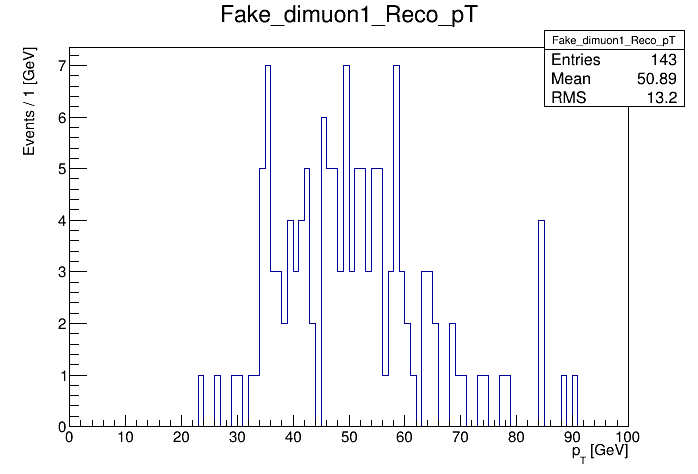 Fake_dimuon1_Reco_pT
Fake_dimuon1_Reco_pT
Entries 143
Mean 50.89
RMS 13.2
Events / 1 [GeV]
7
6
5
4
3
2
1
0
0 10 20 30 40 50 60 70 80 90 100
p_T [GeV]